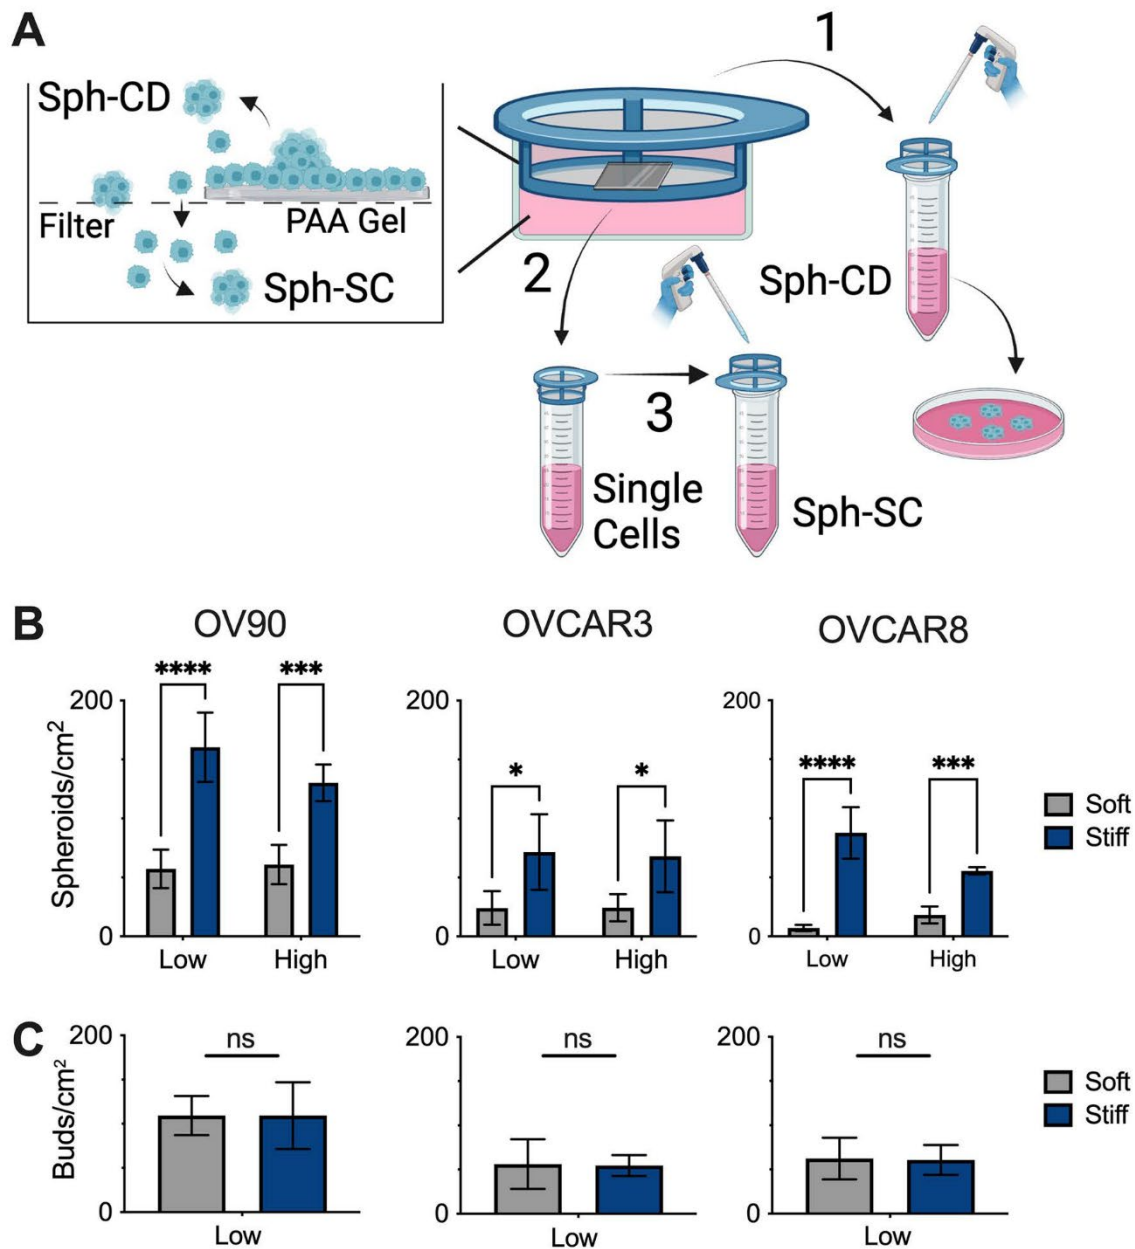 A
1
Sph-CD
Filter
PAA Gel
Sph-SC
2
Sph-CD
3
Single
Cells
Sph-SC
B
OV90
OVCAR3
OVCAR8
Spheroids/cm²
200
0
****
***
Low
High
200
0
*
*
Low
High
200
0
****
***
Low
High
Soft
Stiff
C
Buds/cm²
200
0
ns
Low
200
0
ns
Low
200
0
ns
Low
Soft
Stiff